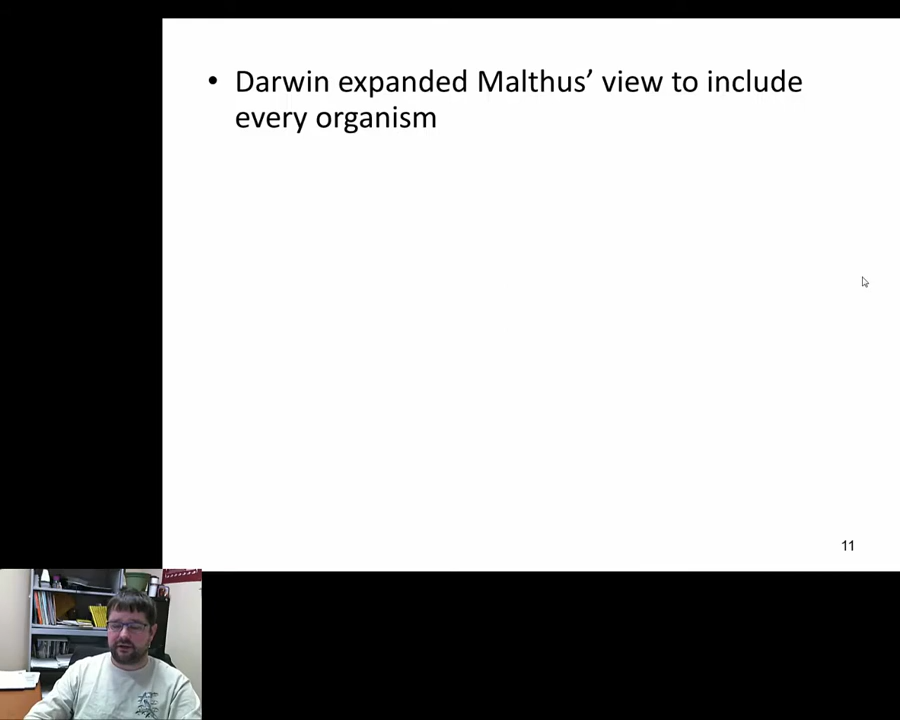 • Darwin expanded Malthus’ view to include
every organism
11